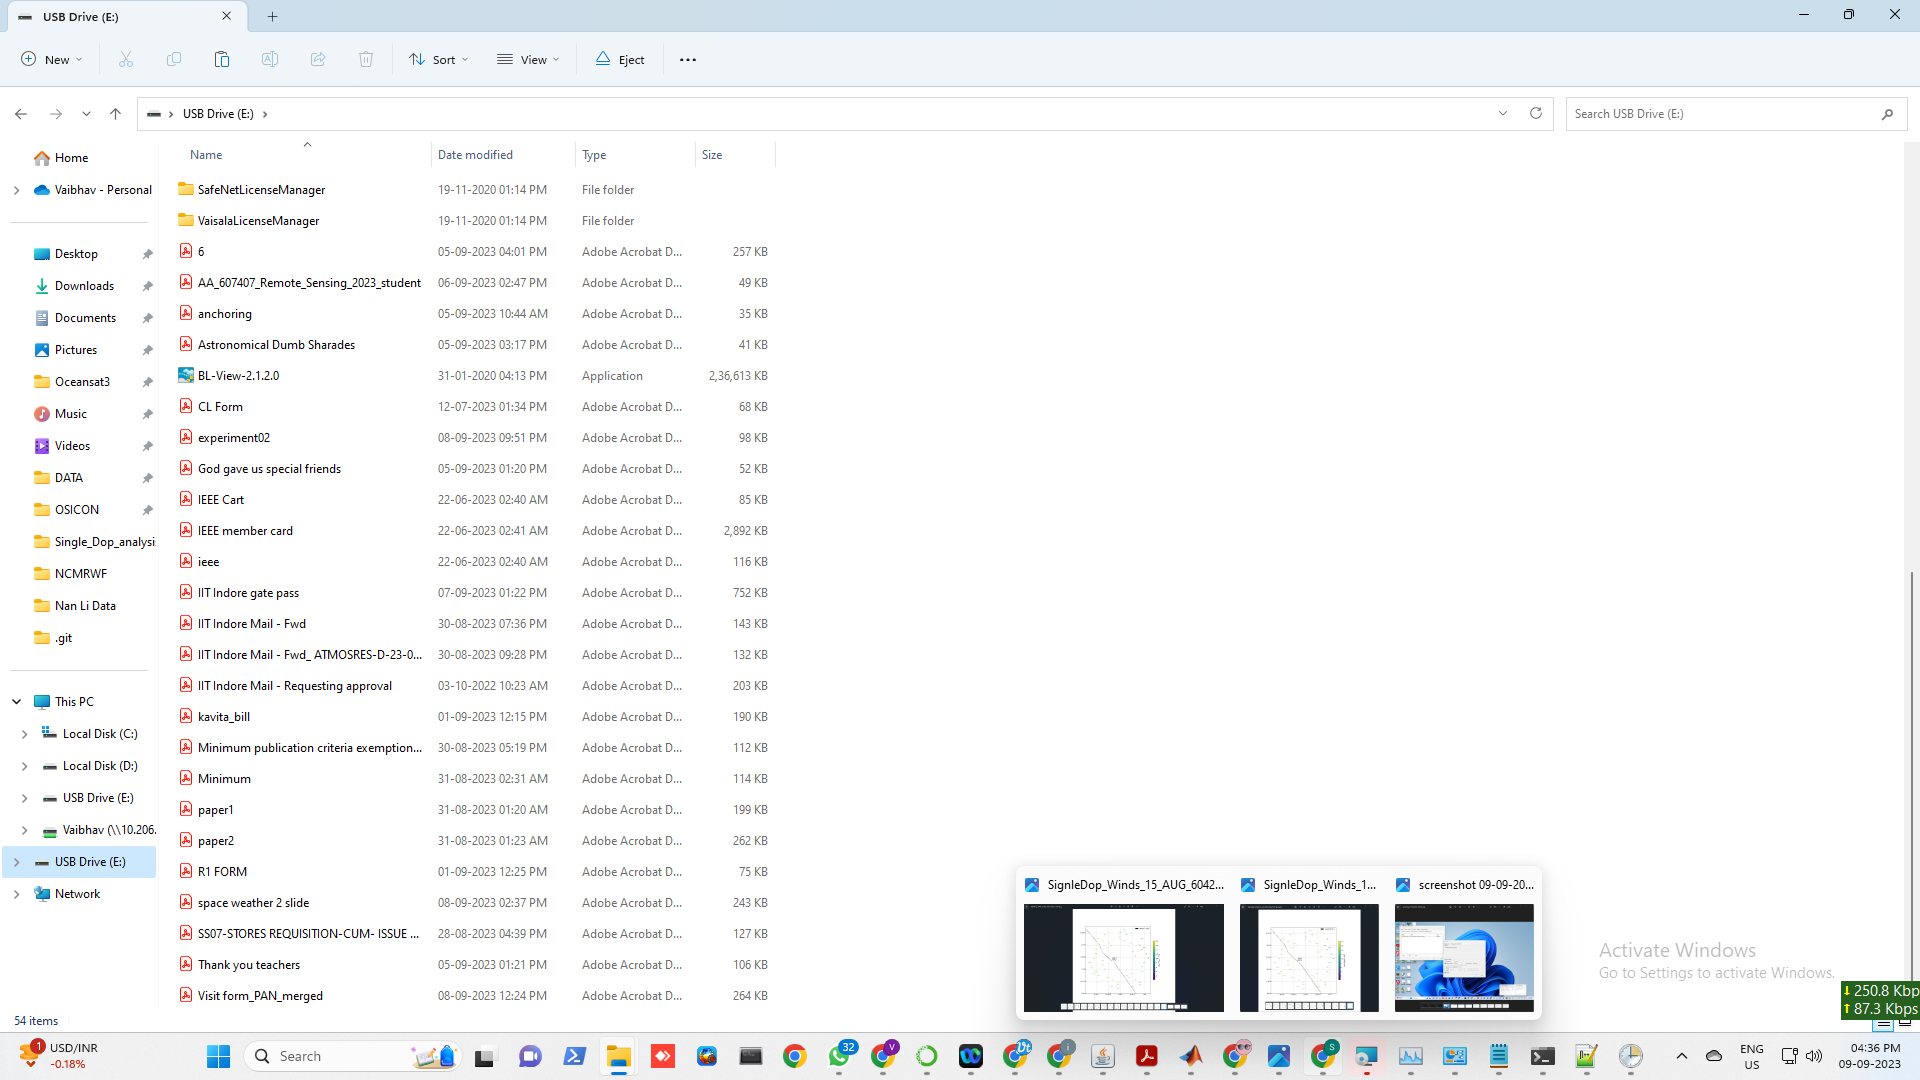 USB Drive (E:)
New
Sort
View
Eject
USB Drive (E:)
Search USB Drive (E:)
Name Date modified Type Size
Home
Vaibhav - Personal
Desktop
Downloads
Documents
Pictures
Oceansat3
Music
Videos
DATA
OSICON
Single_Dop_analysi
NCMRWF
Nan Li Data
.git
This PC
Local Disk (C:)
Local Disk (D:)
USB Drive (E:)
Vaibhav (\\10.206.
USB Drive (E:)
Network
SafeNetLicenseManager 19-11-2020 01:14 PM File folder
VaisalaLicenseManager 19-11-2020 01:14 PM File folder
6 05-09-2023 04:01 PM Adobe Acrobat D... 257 KB
AA_607407_Remote_Sensing_2023_student 06-09-2023 02:47 PM Adobe Acrobat D... 49 KB
anchoring 05-09-2023 10:44 AM Adobe Acrobat D... 35 KB
Astronomical Dumb Sharades 05-09-2023 03:17 PM Adobe Acrobat D... 41 KB
BL-View-2.1.2.0 31-01-2020 04:13 PM Application 2,36,613 KB
CL Form 12-07-2023 01:34 PM Adobe Acrobat D... 68 KB
experiment02 08-09-2023 09:51 PM Adobe Acrobat D... 98 KB
God gave us special friends 05-09-2023 01:20 PM Adobe Acrobat D... 52 KB
IEEE Cart 22-06-2023 02:40 AM Adobe Acrobat D... 85 KB
IEEE member card 22-06-2023 02:41 AM Adobe Acrobat D... 2,892 KB
ieee 22-06-2023 02:40 AM Adobe Acrobat D... 116 KB
IIT Indore gate pass 07-09-2023 01:22 PM Adobe Acrobat D... 752 KB
IIT Indore Mail - Fwd 30-08-2023 07:36 PM Adobe Acrobat D... 143 KB
IIT Indore Mail - Fwd_ ATMOSRES-D-23-0... 30-08-2023 09:28 PM Adobe Acrobat D... 132 KB
IIT Indore Mail - Requesting approval 03-10-2022 10:23 AM Adobe Acrobat D... 203 KB
kavita_bill 01-09-2023 12:15 PM Adobe Acrobat D... 190 KB
Minimum publication criteria exemption... 30-08-2023 05:19 PM Adobe Acrobat D... 112 KB
Minimum 31-08-2023 02:31 AM Adobe Acrobat D... 114 KB
paper1 31-08-2023 01:20 AM Adobe Acrobat D... 199 KB
paper2 31-08-2023 01:23 AM Adobe Acrobat D... 262 KB
R1 FORM 01-09-2023 12:25 PM Adobe Acrobat D... 75 KB
space weather 2 slide 08-09-2023 02:37 PM Adobe Acrobat D... 243 KB
SS07-STORES REQUISITION-CUM- ISSUE ... 28-08-2023 04:39 PM Adobe Acrobat D... 127 KB
Thank you teachers 05-09-2023 01:21 PM Adobe Acrobat D... 106 KB
Visit form_PAN_merged 08-09-2023 12:24 PM Adobe Acrobat D... 264 KB
SignleDop_Winds_15_AUG_6042...
SignleDop_Winds_1...
screenshot 09-09-20...
Activate Windows
Go to Settings to activate Windows.
250.8 Kbp
87.3 Kbps
54 items
1
USD/INR
-0.18%
Search
32
V
Vt
i
S
ENG
US
04:36 PM
09-09-2023